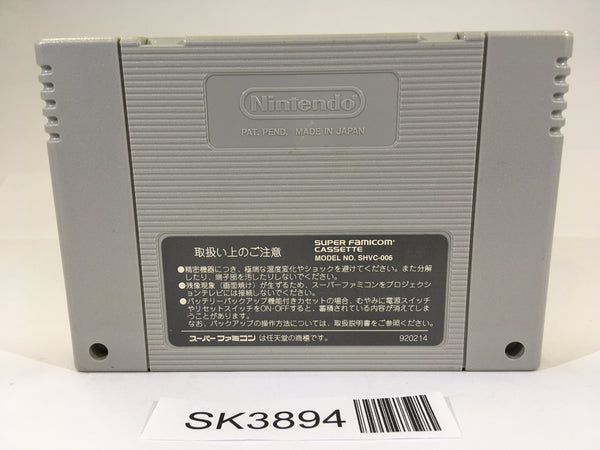 Nintendo®
PAT. PEND. MADE IN JAPAN
取扱い上のご注意
SUPER FAMICOM®
CASSETTE
MODEL NO. SHVC-006
●精密機器につき、極端な温度変化やショックを避けてください。また分解
したり、端子部を汚したりしないでください。
●残像現象（画面焼け）が生ずるため、スーパーファミコンをプロジェクシ
ョンテレビには接続しないでください。
●バッテリーバックアップ機能付きカセットの場合、むやみに電源スイッチ
やリセットスイッチをON・OFFすると、蓄積されている内容が消えてしま
うことがあります。
なお、バックアップの操作方法については、取扱説明書をご参照ください。
スーパーファミコンは任天堂の商標です。
920214
SK3894